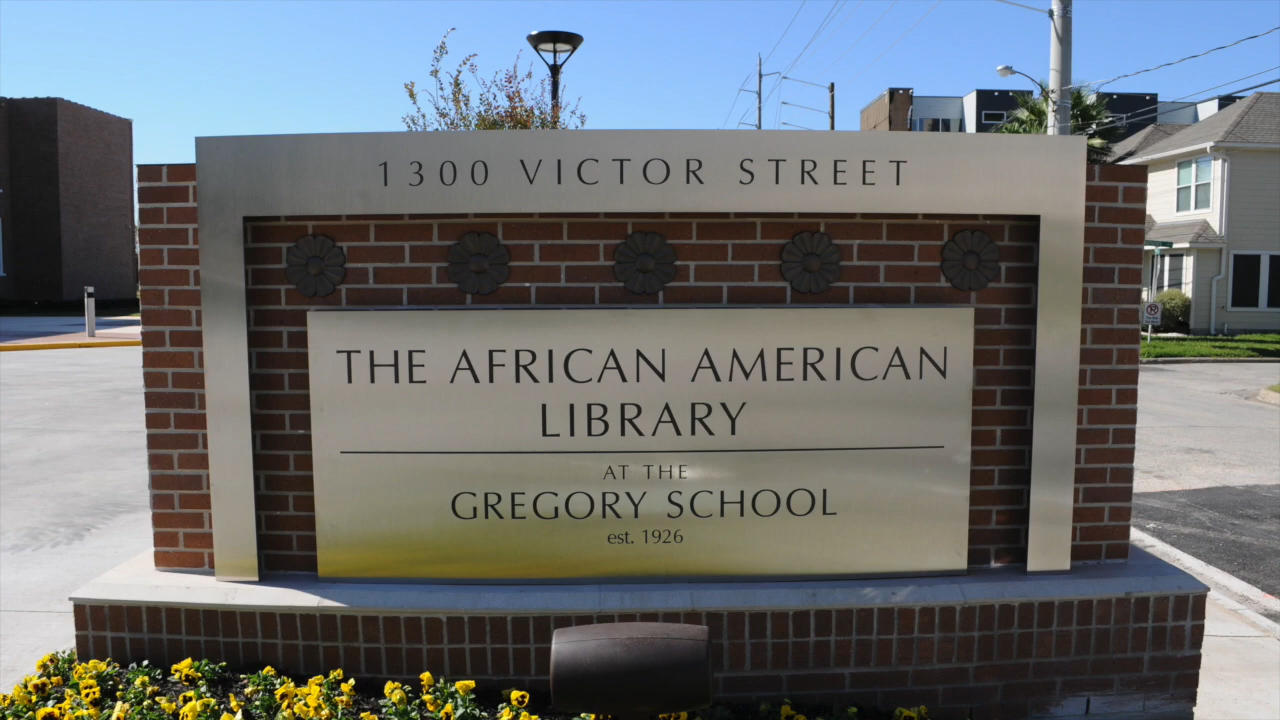 1300 VICTOR STREET
THE AFRICAN AMERICAN
LIBRARY
AT THE
GREGORY SCHOOL
est. 1926